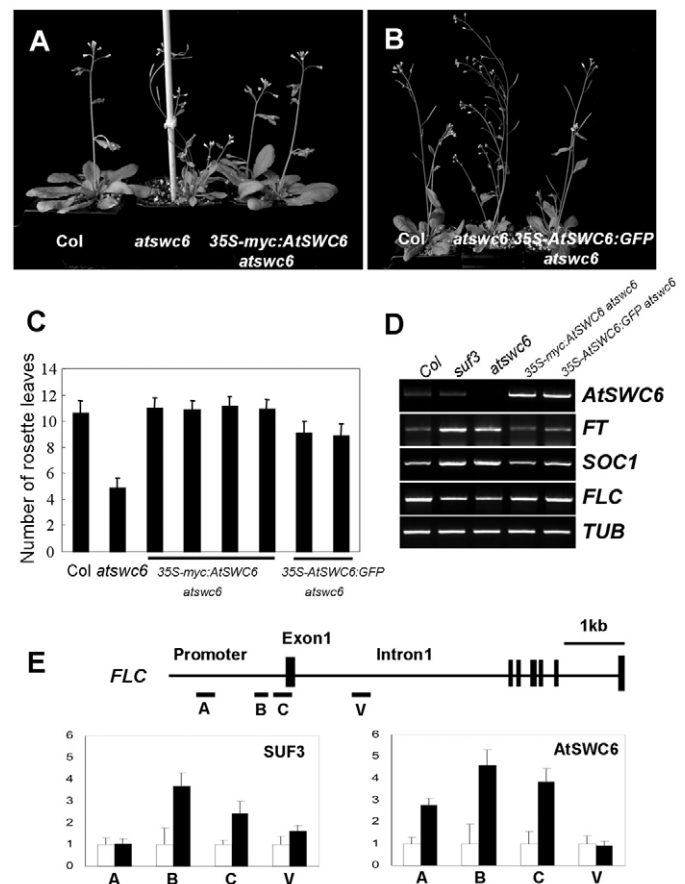 A
Col
atswc6
35S-myc:AtSWC6
atswc6
B
Col
atswc6
35S-AtSWC6:GFP
atswc6
C
Number of rosette leaves
14
12
10
8
6
4
2
0
Col
atswc6
35S-myc:AtSWC6
atswc6
35S-AtSWC6:GFP
atswc6
D
Col
suf3
atswc6
35S-myc:AtSWC6 atswc6
35S-AtSWC6:GFP atswc6
AtSWC6
FT
SOC1
FLC
TUB
E
Promoter
Exon1
Intron1
1kb
FLC
A
B
C
V
SUF3
6
5
4
3
2
1
0
A
B
C
V
AtSWC6
6
5
4
3
2
1
0
A
B
C
V